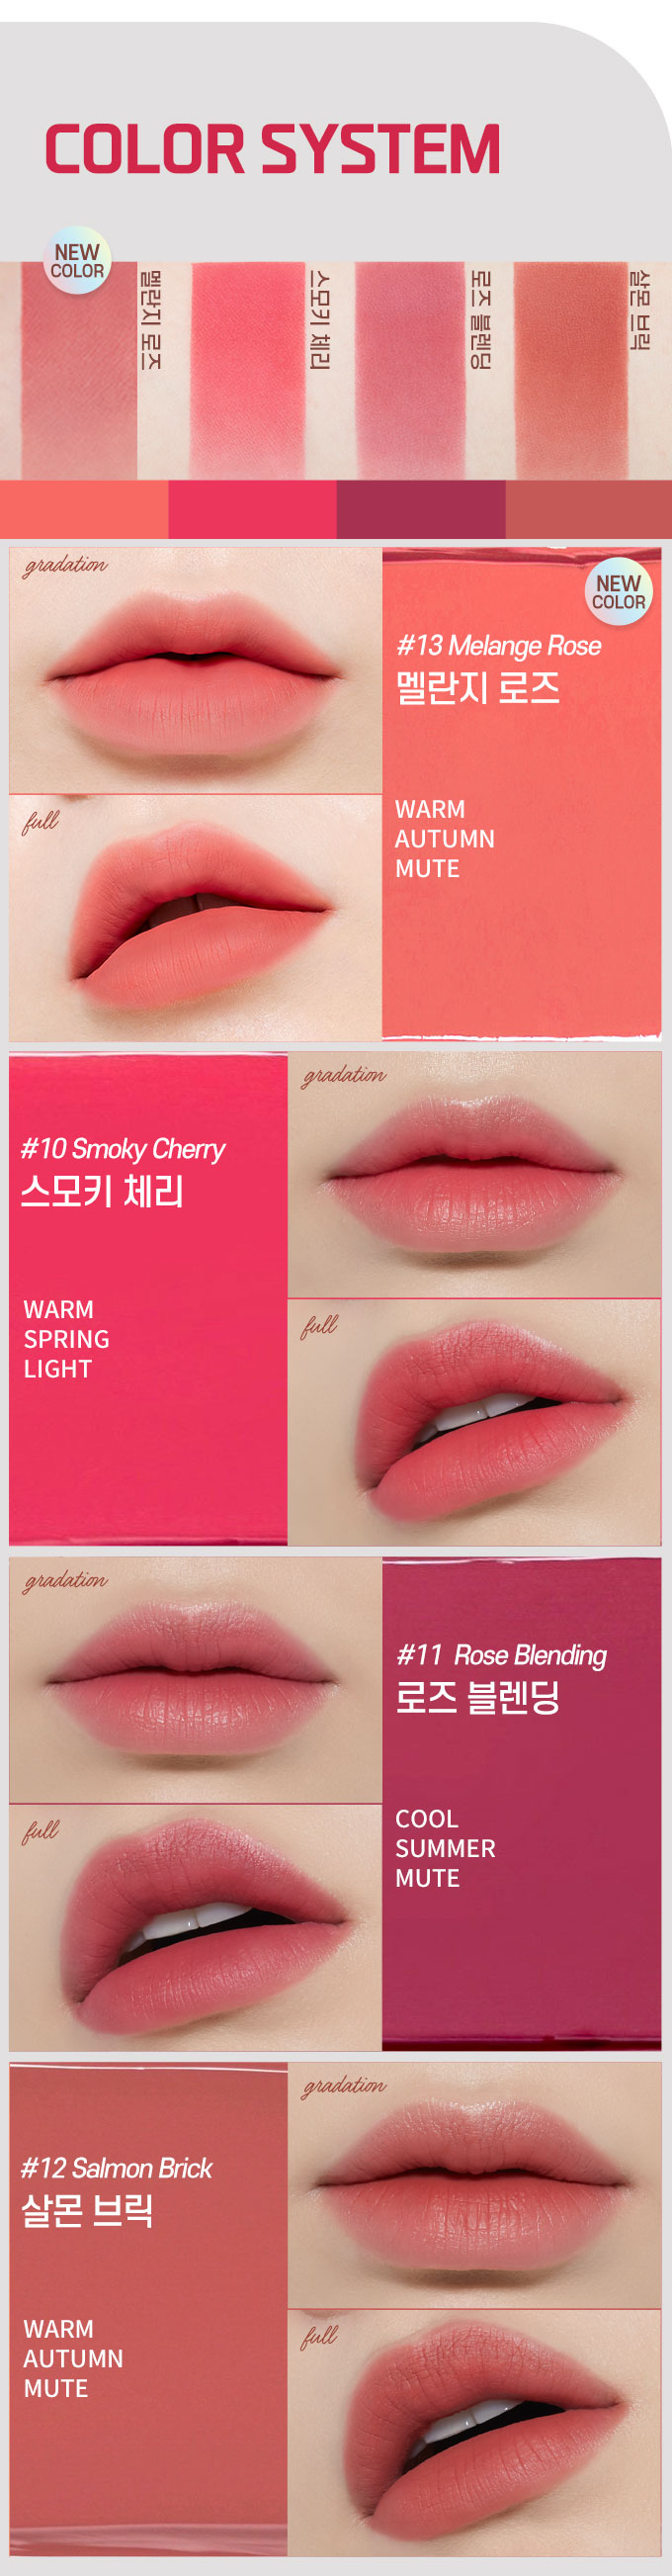 COLOR SYSTEM
NEW
COLOR
멜란지 로즈
스모키 체리
로즈 블렌딩
살몬 브릭
gradation
NEW
COLOR
#13 Melange Rose
멜란지 로즈
WARM
AUTUMN
MUTE
full
#10 Smoky Cherry
스모키 체리
WARM
SPRING
LIGHT
gradation
full
gradation
#11 Rose Blending
로즈 블렌딩
COOL
SUMMER
MUTE
full
#12 Salmon Brick
살몬 브릭
WARM
AUTUMN
MUTE
gradation
full